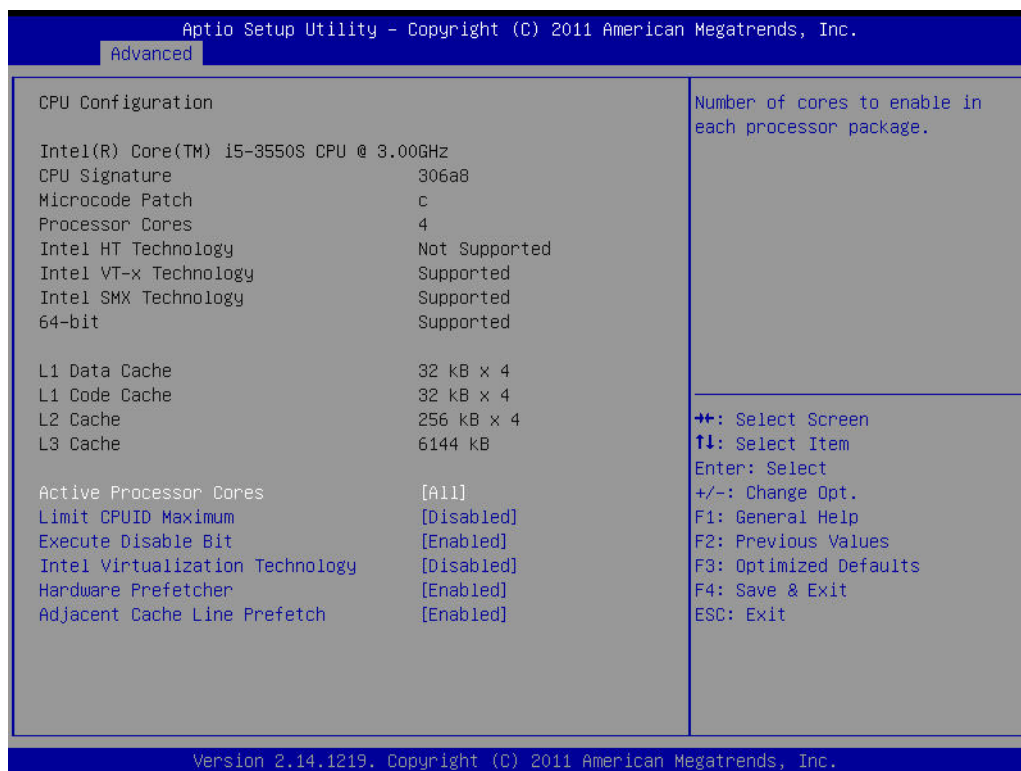 Aptio Setup Utility – Copyright (C) 2011 American Megatrends, Inc.
Advanced
CPU Configuration
Intel(R) Core(TM) i5-3550S CPU @ 3.00GHz
CPU Signature 306a8
Microcode Patch c
Processor Cores 4
Intel HT Technology Not Supported
Intel VT-x Technology Supported
Intel SMX Technology Supported
64-bit Supported
L1 Data Cache 32 kB x 4
L1 Code Cache 32 kB x 4
L2 Cache 256 kB x 4
L3 Cache 6144 kB
Active Processor Cores [All]
Limit CPUID Maximum [Disabled]
Execute Disable Bit [Enabled]
Intel Virtualization Technology [Disabled]
Hardware Prefetcher [Enabled]
Adjacent Cache Line Prefetch [Enabled]
Number of cores to enable in
each processor package.
→←: Select Screen
↑↓: Select Item
Enter: Select
+/-: Change Opt.
F1: General Help
F2: Previous Values
F3: Optimized Defaults
F4: Save & Exit
ESC: Exit
Version 2.14.1219. Copyright (C) 2011 American Megatrends, Inc.